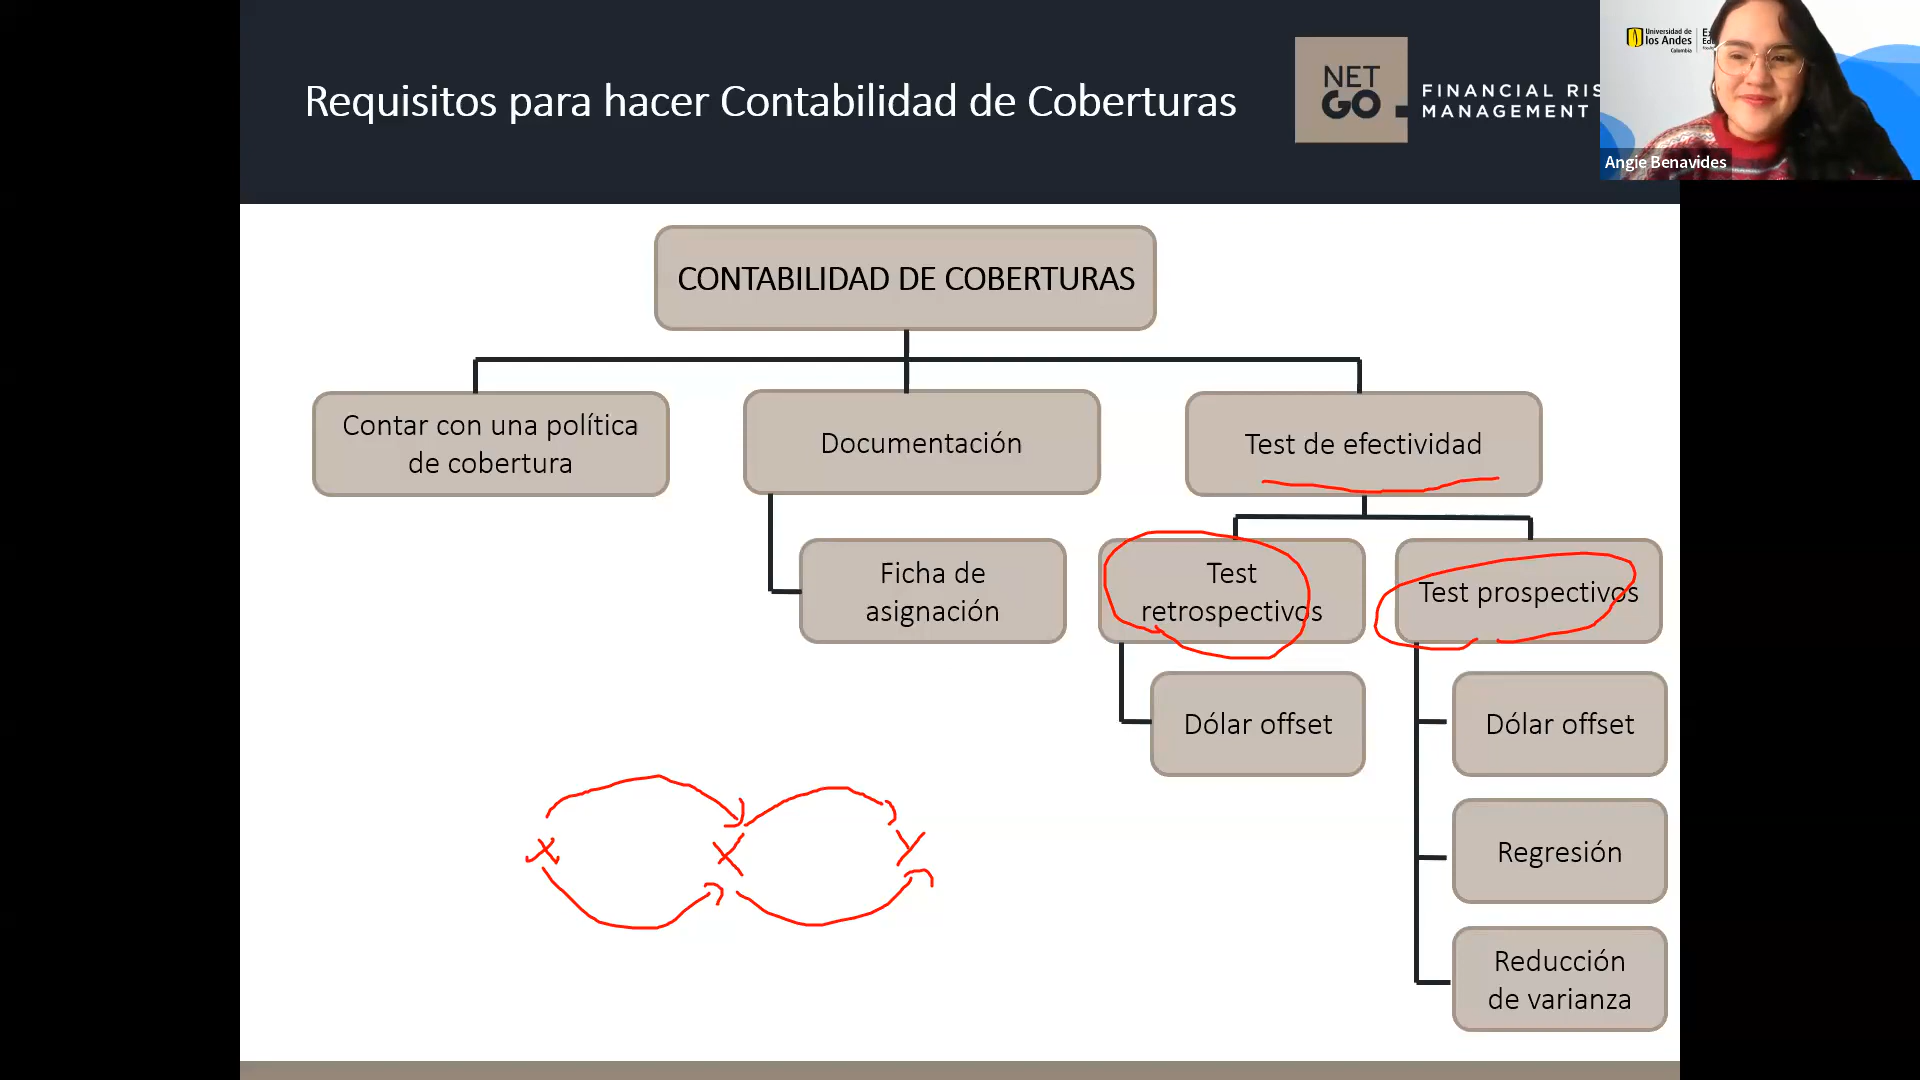 Requisitos para hacer Contabilidad de Coberturas
NET
GO
FINANCIAL RIS
MANAGEMENT
Universidad de
los Andes
Colombia
Angie Benavides
CONTABILIDAD DE COBERTURAS
Contar con una política
de cobertura
Documentación
Test de efectividad
Ficha de
asignación
Test
retrospectivos
Test prospectivos
Dólar offset
Dólar offset
Regresión
Reducción
de varianza